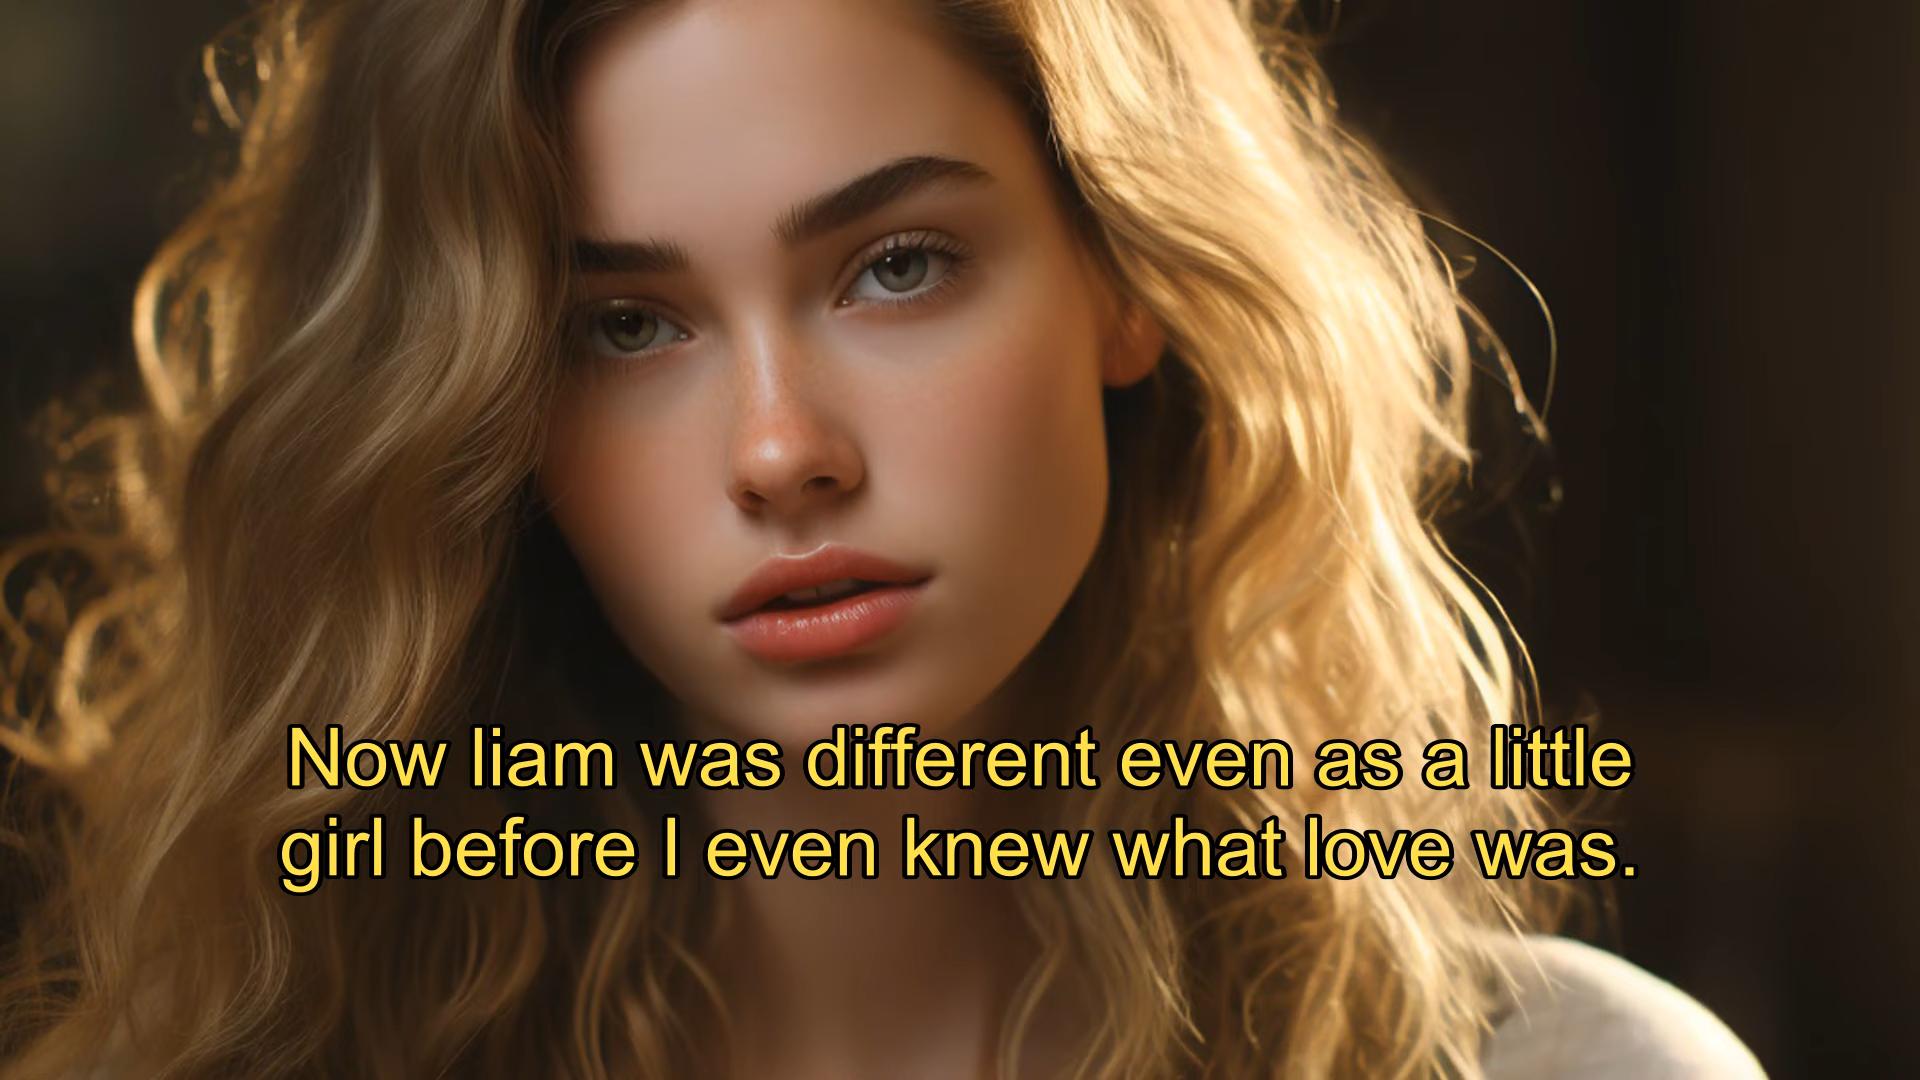 Now liam was different even as a little
girl before I even knew what love was.